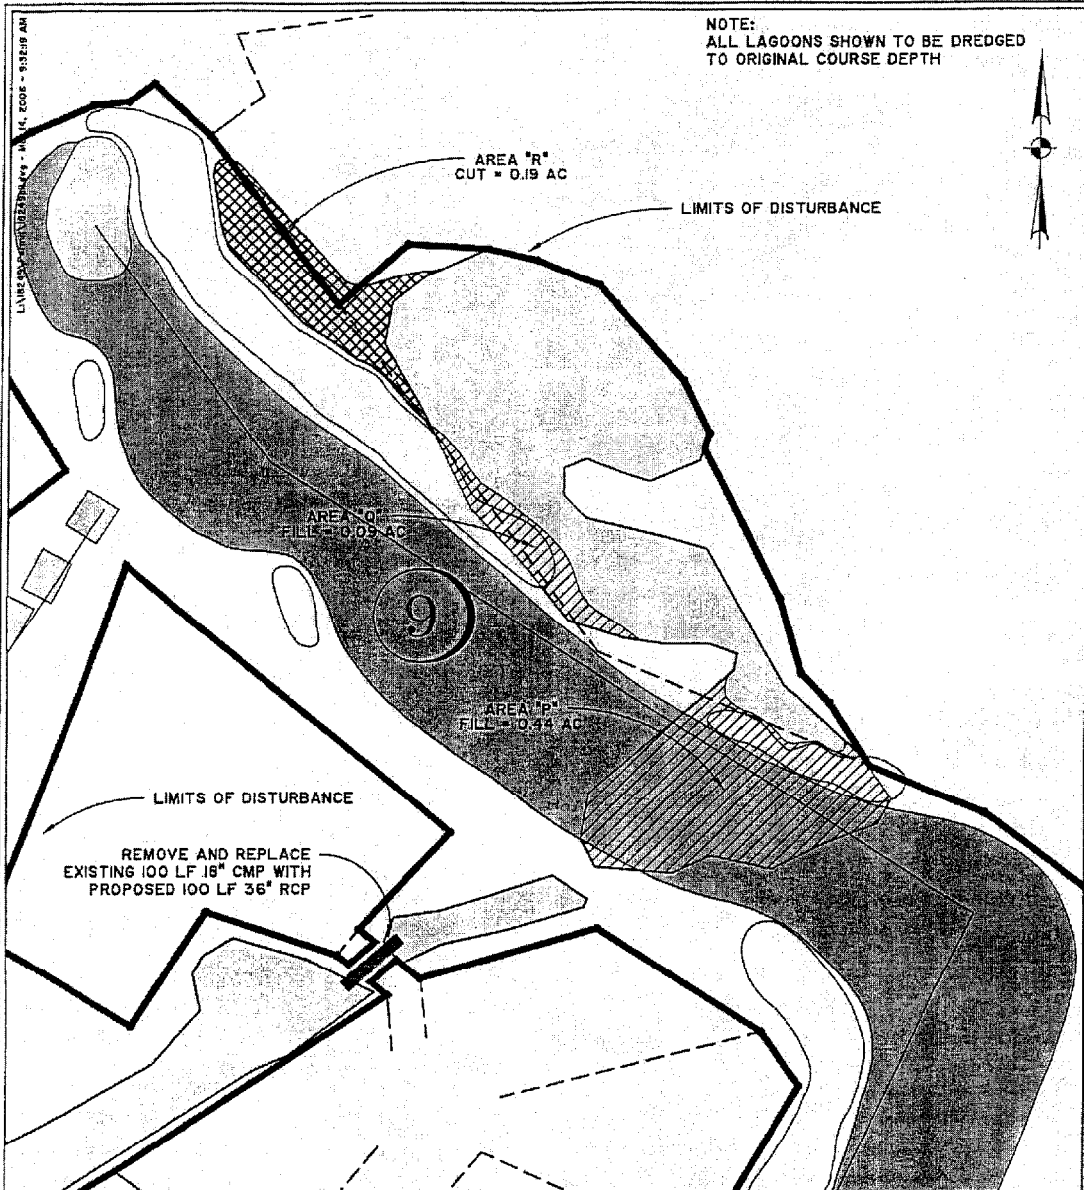 NOTE:
ALL LAGOONS SHOWN TO BE DREDGED
TO ORIGINAL COURSE DEPTH
AREA "R"
CUT = 0.19 AC
LIMITS OF DISTURBANCE
AREA "Q"
FILL = 0.09 AC
9
AREA "P"
FILL = 0.44 AC
LIMITS OF DISTURBANCE
REMOVE AND REPLACE
EXISTING 100 LF 18" CMP WITH
PROPOSED 100 LF 36" RCP